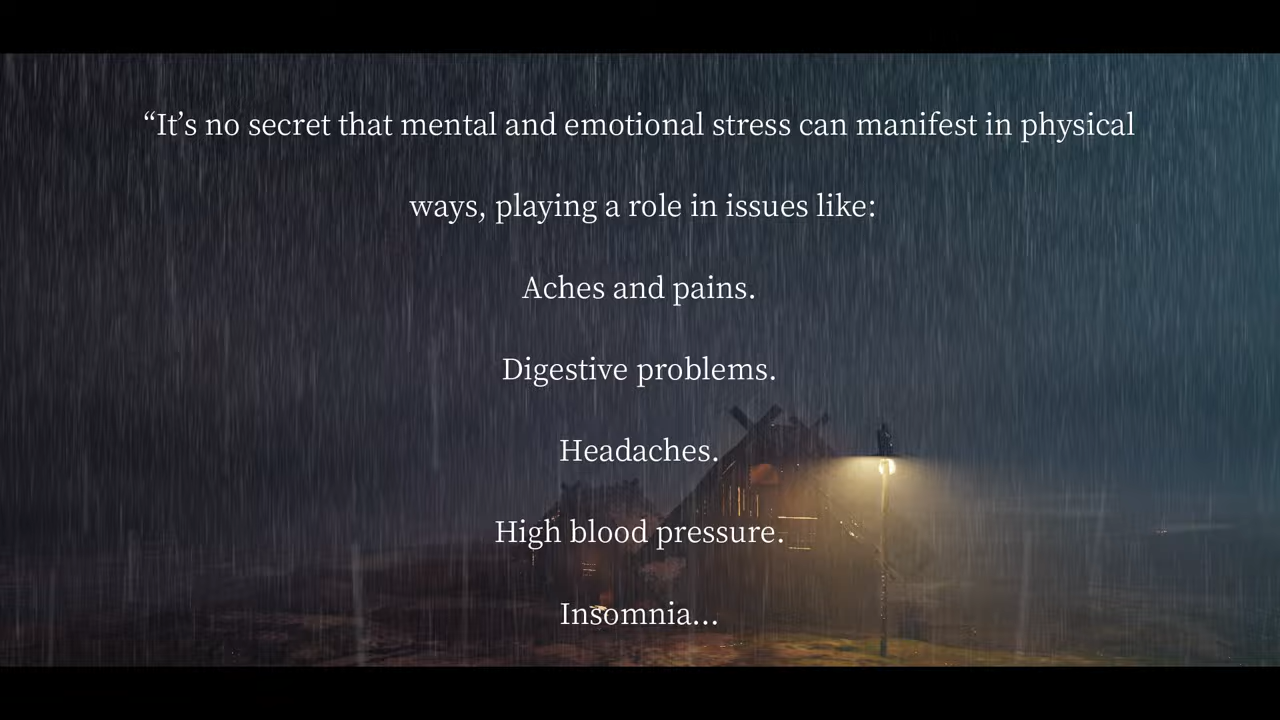 “It’s no secret that mental and emotional stress can manifest in physical
ways, playing a role in issues like:
Aches and pains.
Digestive problems.
Headaches.
High blood pressure.
Insomnia...